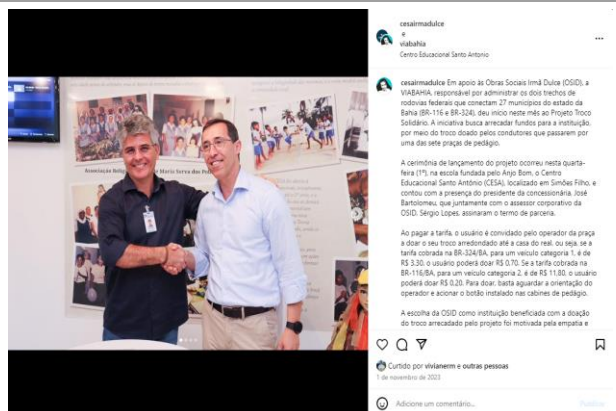 cesairmadulce
e
viabahia
Centro Educacional Santo Antonio
cesairmadulce Em apoio às Obras Sociais Irmã Dulce (OSID), a
VIABAHIA, responsável por administrar os dois trechos de
rodovias federais que conectam 27 municípios do estado da
Bahia (BR-116 e BR-324), deu início neste mês ao Projeto Troco
Solidário. A iniciativa busca arrecadar fundos para a instituição,
por meio do troco doado pelos condutores que passarem por
uma das sete praças de pedágio.
A cerimônia de lançamento do projeto ocorreu nesta quarta-
feira (1º), na escola fundada pelo Anjo Bom, o Centro
Educacional Santo Antônio (CESA), localizado em Simões Filho, e
contou com a presença do presidente da concessionária, José
Bartolomeu, que juntamente com o assessor corporativo da
OSID, Sérgio Lopes, assinaram o termo de parceria.
Ao pagar a tarifa, o usuário é convidado pelo operador da praça
a doar o seu troco arredondado até a casa do real, ou seja, se a
tarifa cobrada na BR-324/BA, para um veículo categoria 1, é de
R$ 3,30, o usuário poderá doar R$ 0,70. Se a tarifa cobrada na
BR-116/BA, para um veículo categoria 2, é de R$ 11,80, o usuário
poderá doar R$ 0,20. Para doar, basta aguardar a orientação do
operador e acionar o botão instalado nas cabines de pedágio.
A escolha da OSID como instituição beneficiada com a doação
do troco arrecadado pelo projeto foi motivada pela empatia e
Curtido por vivianerm e outras pessoas
1 de novembro de 2023
Adicione um comentário...
Publicar